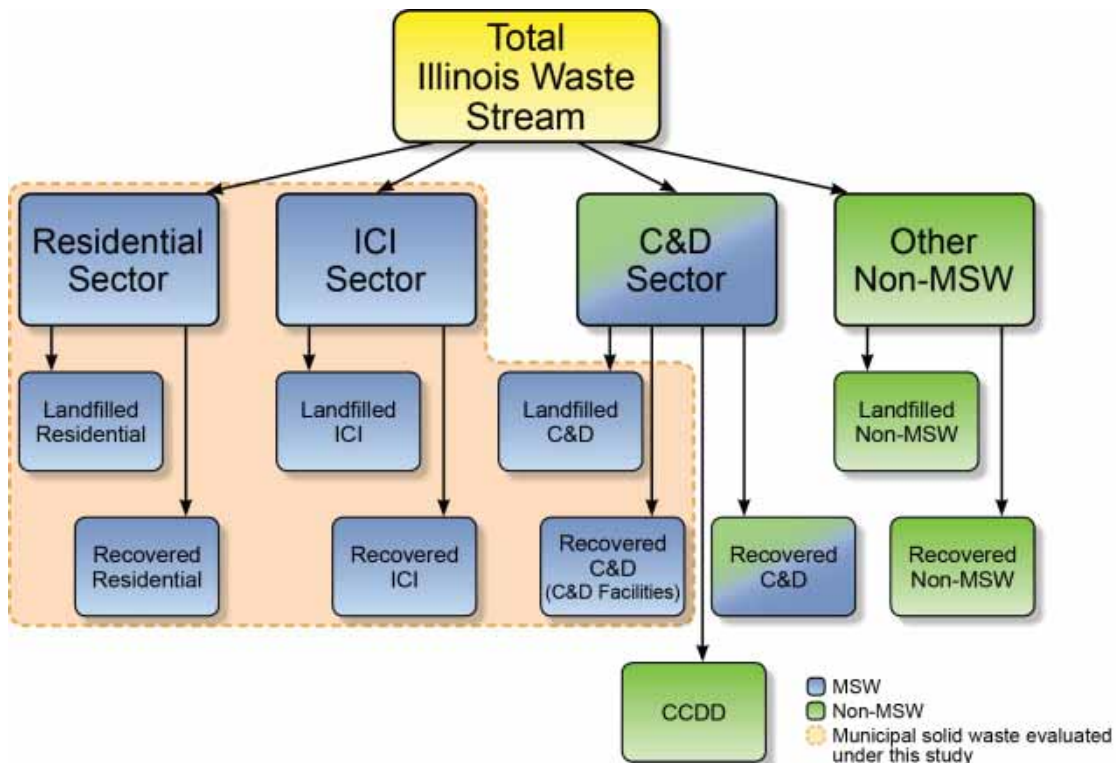 Total
Illinois Waste
Stream
Residential
Sector
ICI
Sector
C&D
Sector
Other
Non-MSW
Landfilled
Residential
Landfilled
ICI
Landfilled
C&D
Landfilled
Non-MSW
Recovered
Residential
Recovered
ICI
Recovered
C&D
(C&D Facilities)
Recovered
C&D
Recovered
Non-MSW
CCDD
MSW
Non-MSW
Municipal solid waste evaluated
under this study